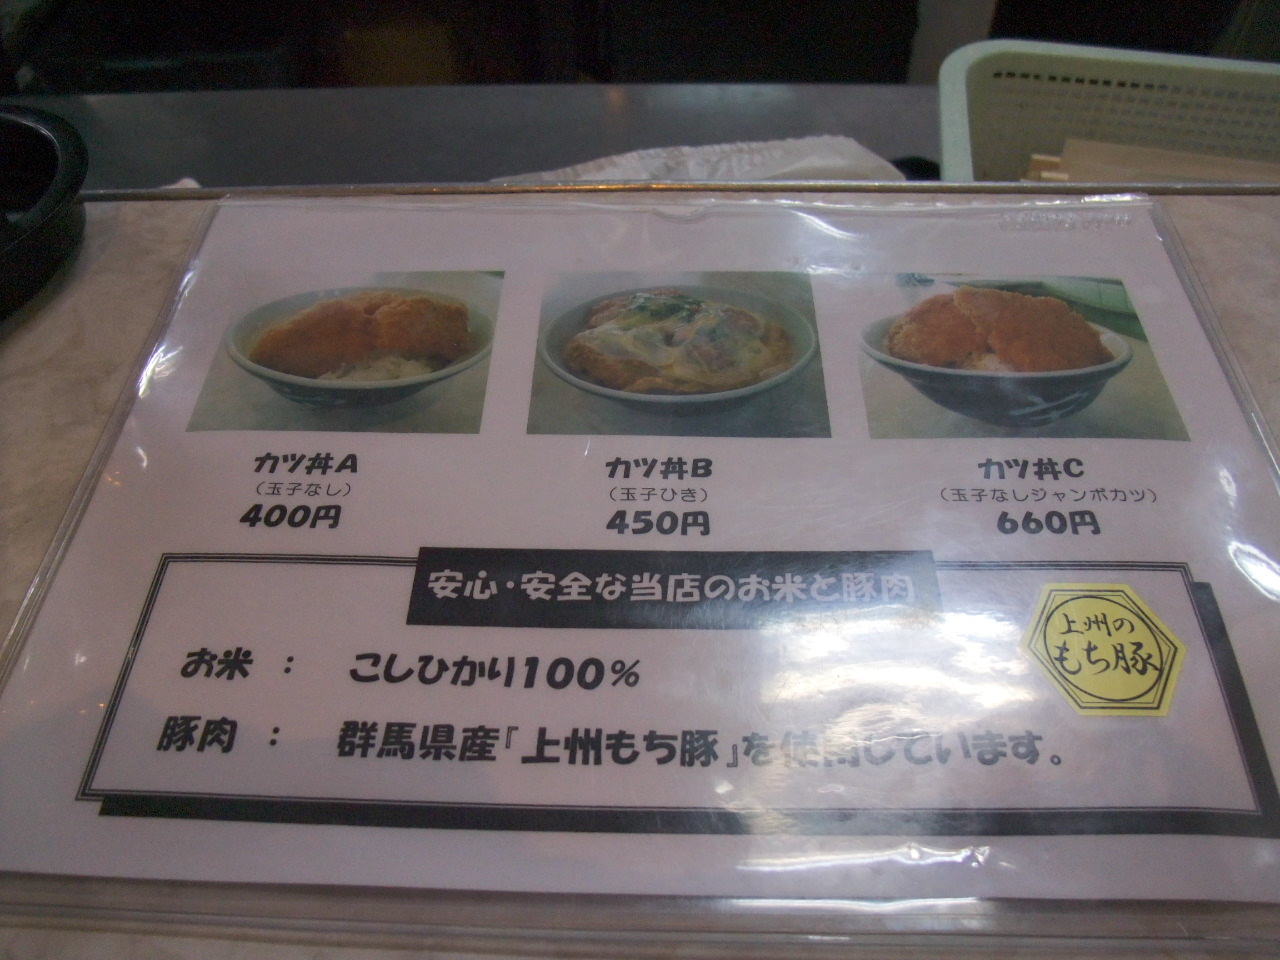 カツ丼A
(玉子なし)
400円
カツ丼B
(玉子ひき)
450円
カツ丼C
(玉子なしジャンボカツ)
660円
安心・安全な当店のお米と豚肉
お米 : こしひかり100%
豚肉 : 群馬県産『上州もち豚』を使用しています。
上州の
もち豚